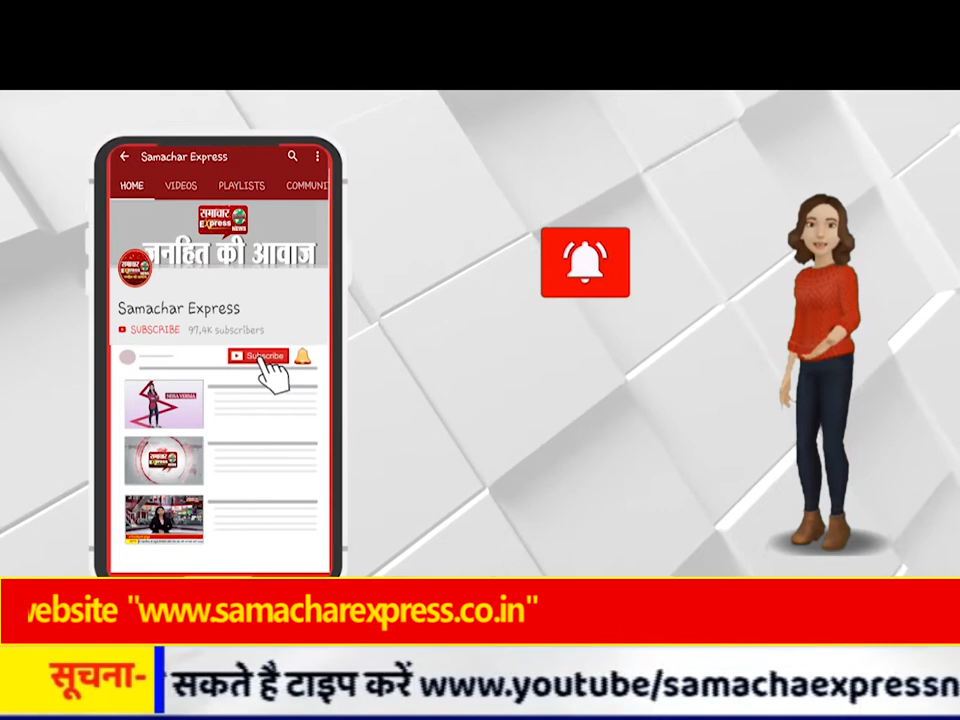 Samachar Express
HOME VIDEOS PLAYLISTS COMMUNI
समाचार
Express
NEWS
जनहित की आवाज
Samachar Express
SUBSCRIBE 97,4K subscribers
Subscribe
website "www.samacharexpress.co.in"
सूचना- सकते है टाइप करें www.youtube/samachaexpressn